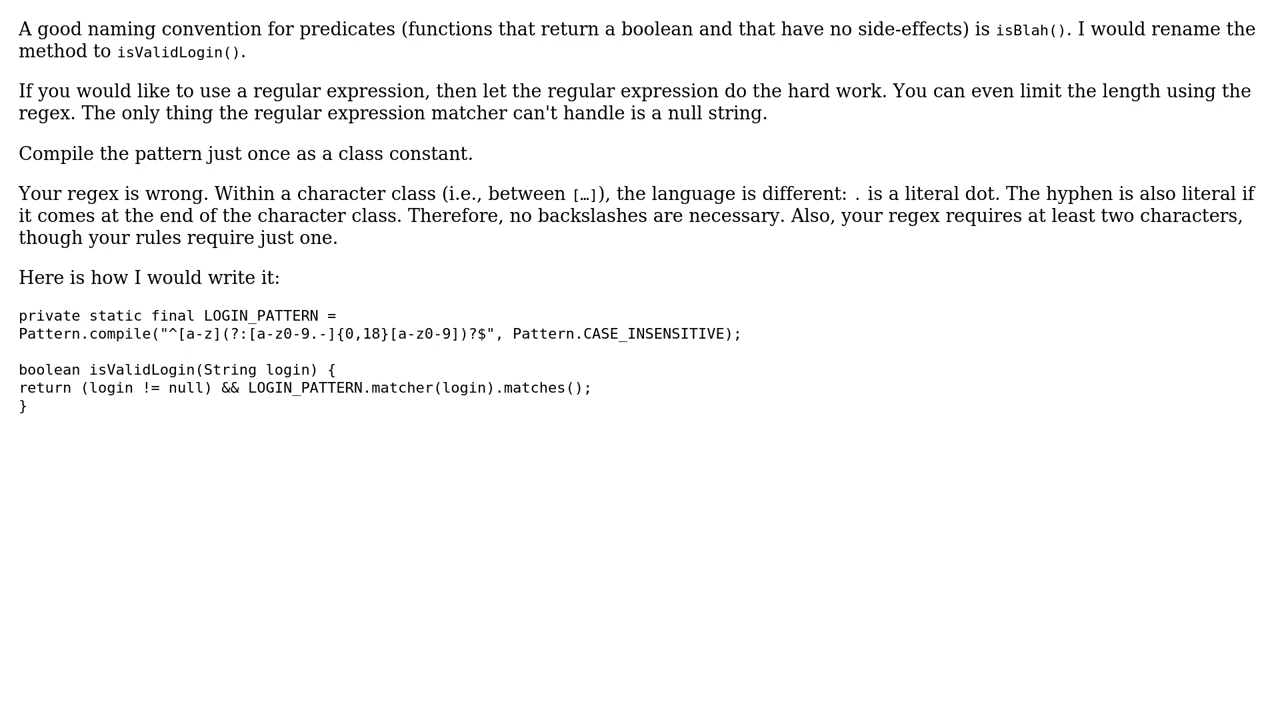 A good naming convention for predicates (functions that return a boolean and that have no side-effects) is isBlah(). I would rename the
method to isValidLogin().
If you would like to use a regular expression, then let the regular expression do the hard work. You can even limit the length using the
regex. The only thing the regular expression matcher can't handle is a null string.
Compile the pattern just once as a class constant.
Your regex is wrong. Within a character class (i.e., between […]), the language is different: . is a literal dot. The hyphen is also literal if
it comes at the end of the character class. Therefore, no backslashes are necessary. Also, your regex requires at least two characters,
though your rules require just one.
Here is how I would write it:
private static final LOGIN_PATTERN =
Pattern.compile("^[a-z](?:[a-z0-9.-]{0,18}[a-z0-9])?$", Pattern.CASE_INSENSITIVE);
boolean isValidLogin(String login) {
return (login != null) && LOGIN_PATTERN.matcher(login).matches();
}